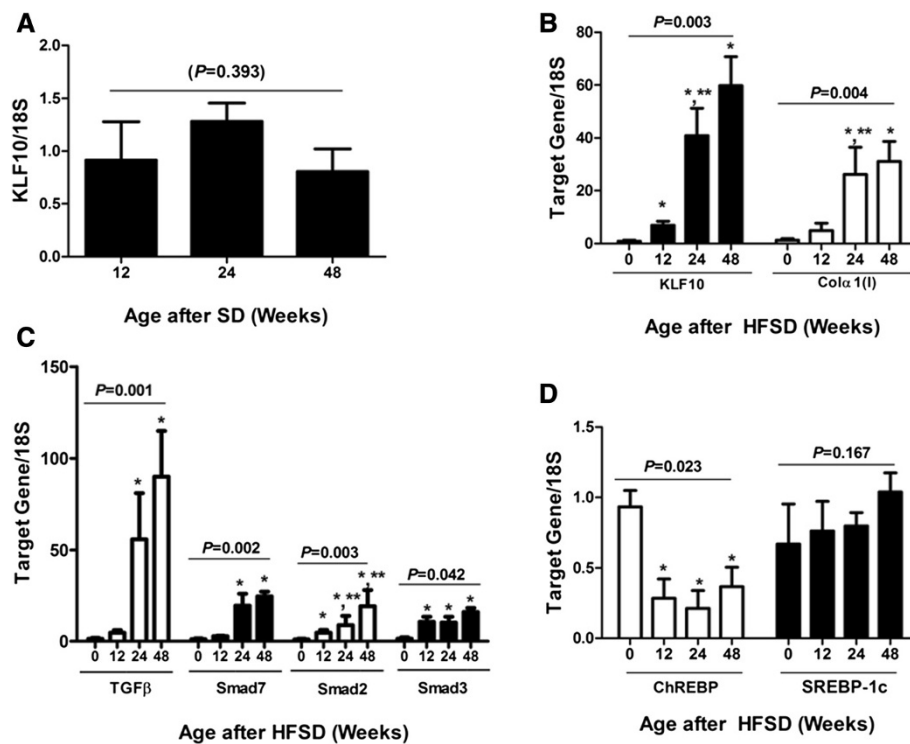 A
2.0
1.5
1.0
0.5
0.0
KLF10/18S
(P=0.393)
12 24 48
Age after SD (Weeks)
B
80
60
40
20
0
Target Gene/18S
P=0.003
P=0.004
*
*,**
*
*,**
*
0 12 24 48 0 12 24 48
KLF10 Colα 1(I)
Age after HFSD (Weeks)
C
150
100
50
0
Target Gene/18S
P=0.001
P=0.002
P=0.003
P=0.042
*
*
*
*
*
*,**
*,**
*
*
*
0 12 24 48 0 12 24 48 0 12 24 48 0 12 24 48
TGFβ Smad7 Smad2 Smad3
Age after HFSD (Weeks)
D
1.5
1.0
0.5
0.0
Target Gene/18S
P=0.023
P=0.167
*
*
*
0 12 24 48 0 12 24 48
ChREBP SREBP-1c
Age after HFSD (Weeks)